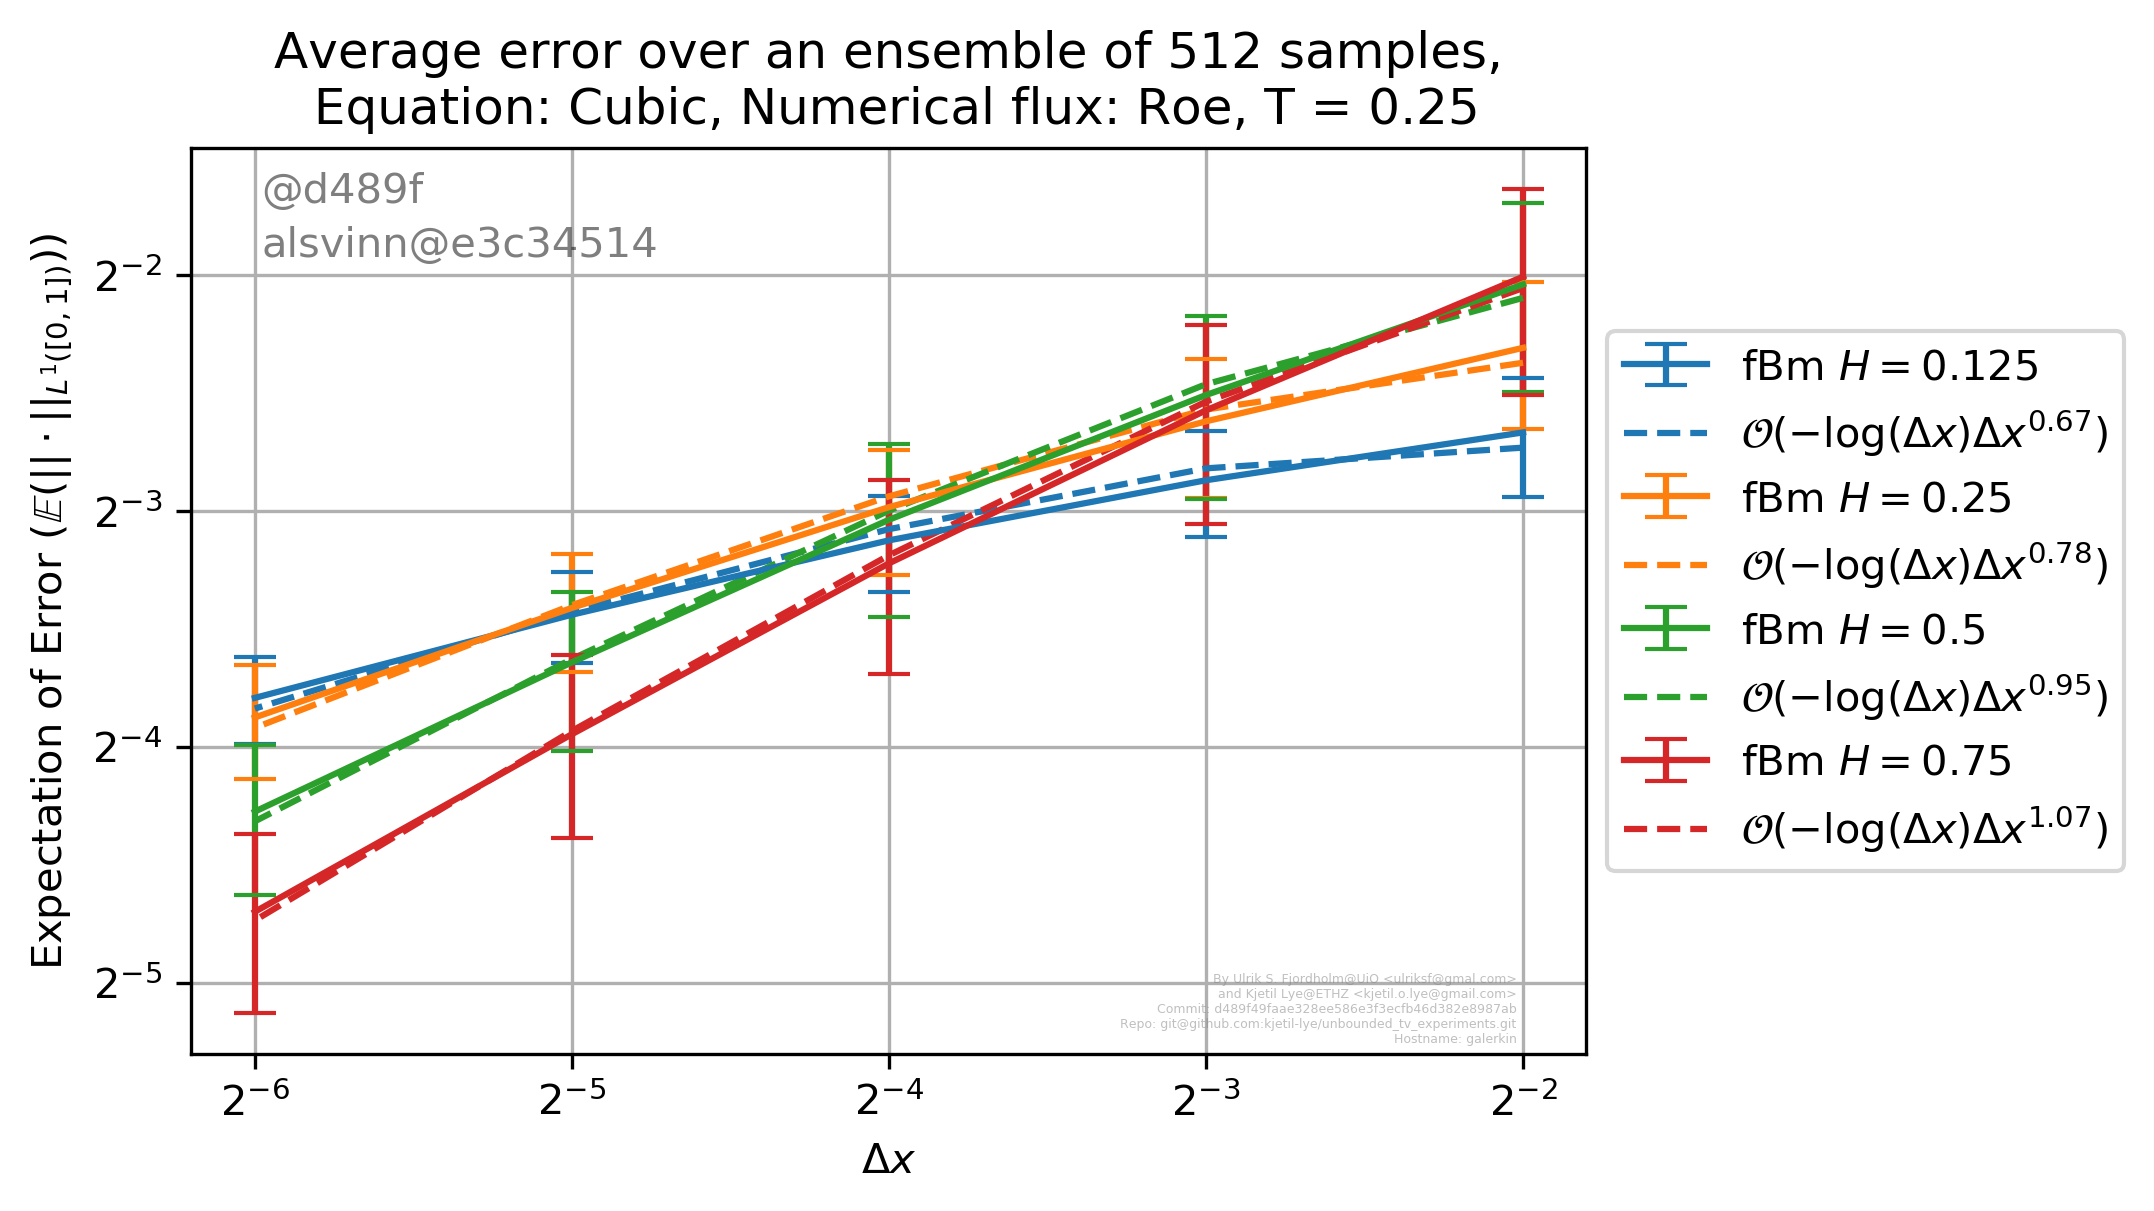 Average error over an ensemble of 512 samples,
Equation: Cubic, Numerical flux: Roe, T = 0.25
@d489f
alsvinn@e3c34514
Expectation of Error (𝔼(||·||_{L^1([0,1])}))
2^{-2}
2^{-3}
2^{-4}
2^{-5}
2^{-6}
2^{-5}
2^{-4}
2^{-3}
2^{-2}
Δx
By Ulrik S. Fjordholm@UiO <ulriksf@gmal.com>
and Kjetil Lye@ETHZ <kjetil.o.lye@gmail.com>
Commit: d489f49faae328ee586e3f3ecfb46d382e8987ab
Repo: git@github.com:kjetil-lye/unbounded_tv_experiments.git
Hostname: galerkin
fBm H = 0.125
𝒪(−log(Δx)Δx^{0.67})
fBm H = 0.25
𝒪(−log(Δx)Δx^{0.78})
fBm H = 0.5
𝒪(−log(Δx)Δx^{0.95})
fBm H = 0.75
𝒪(−log(Δx)Δx^{1.07})